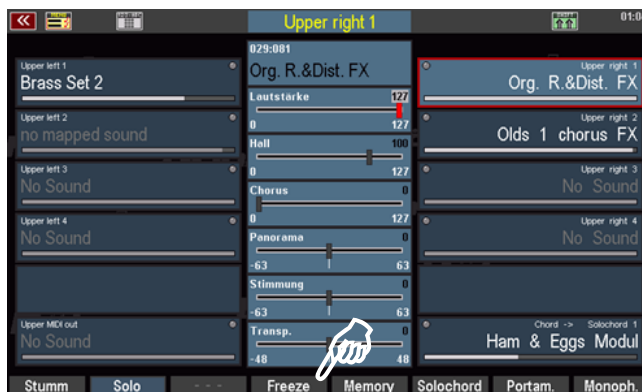 Upper right 1
01:0
029:081
Org. R.&Dist. FX
Upper left 1
Brass Set 2
Upper left 2
no mapped sound
Upper left 3
No Sound
Upper left 4
No Sound
Upper MIDI out
No Sound
Lautstärke 127
0 127
Hall 100
0 127
Chorus 0
0 127
Panorama 0
-63 63
Stimmung 0
-63 63
Transp. 0
-48 48
Upper right 1
Org. R.&Dist. FX
Upper right 2
Olds 1 chorus FX
Upper right 3
No Sound
Upper right 4
No Sound
Chord -> Solochord 1
Ham & Eggs Modul
Stumm Solo - - - Freeze Memory Solochord Portam. Monoph.